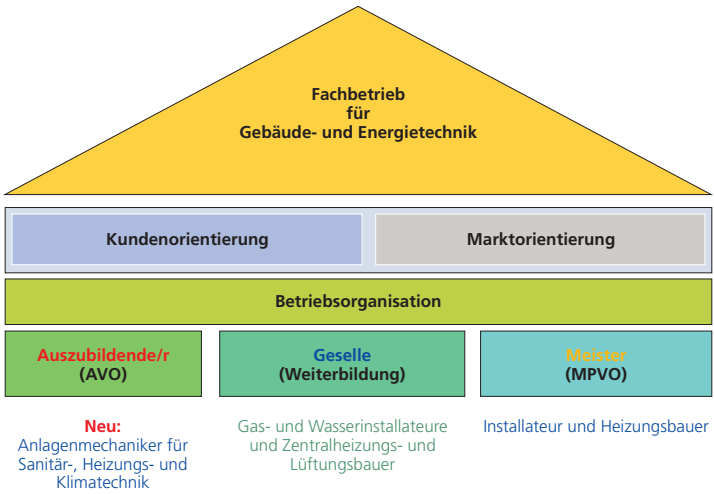 Fachbetrieb
für
Gebäude- und Energietechnik
Kundenorientierung
Marktorientierung
Betriebsorganisation
Auszubildende/r
(AVO)
Geselle
(Weiterbildung)
Meister
(MPVO)
Neu:
Anlagenmechaniker für
Sanitär-, Heizungs- und
Klimatechnik
Gas- und Wasserinstallateure
und Zentralheizungs- und
Lüftungsbauer
Installateur und Heizungsbauer